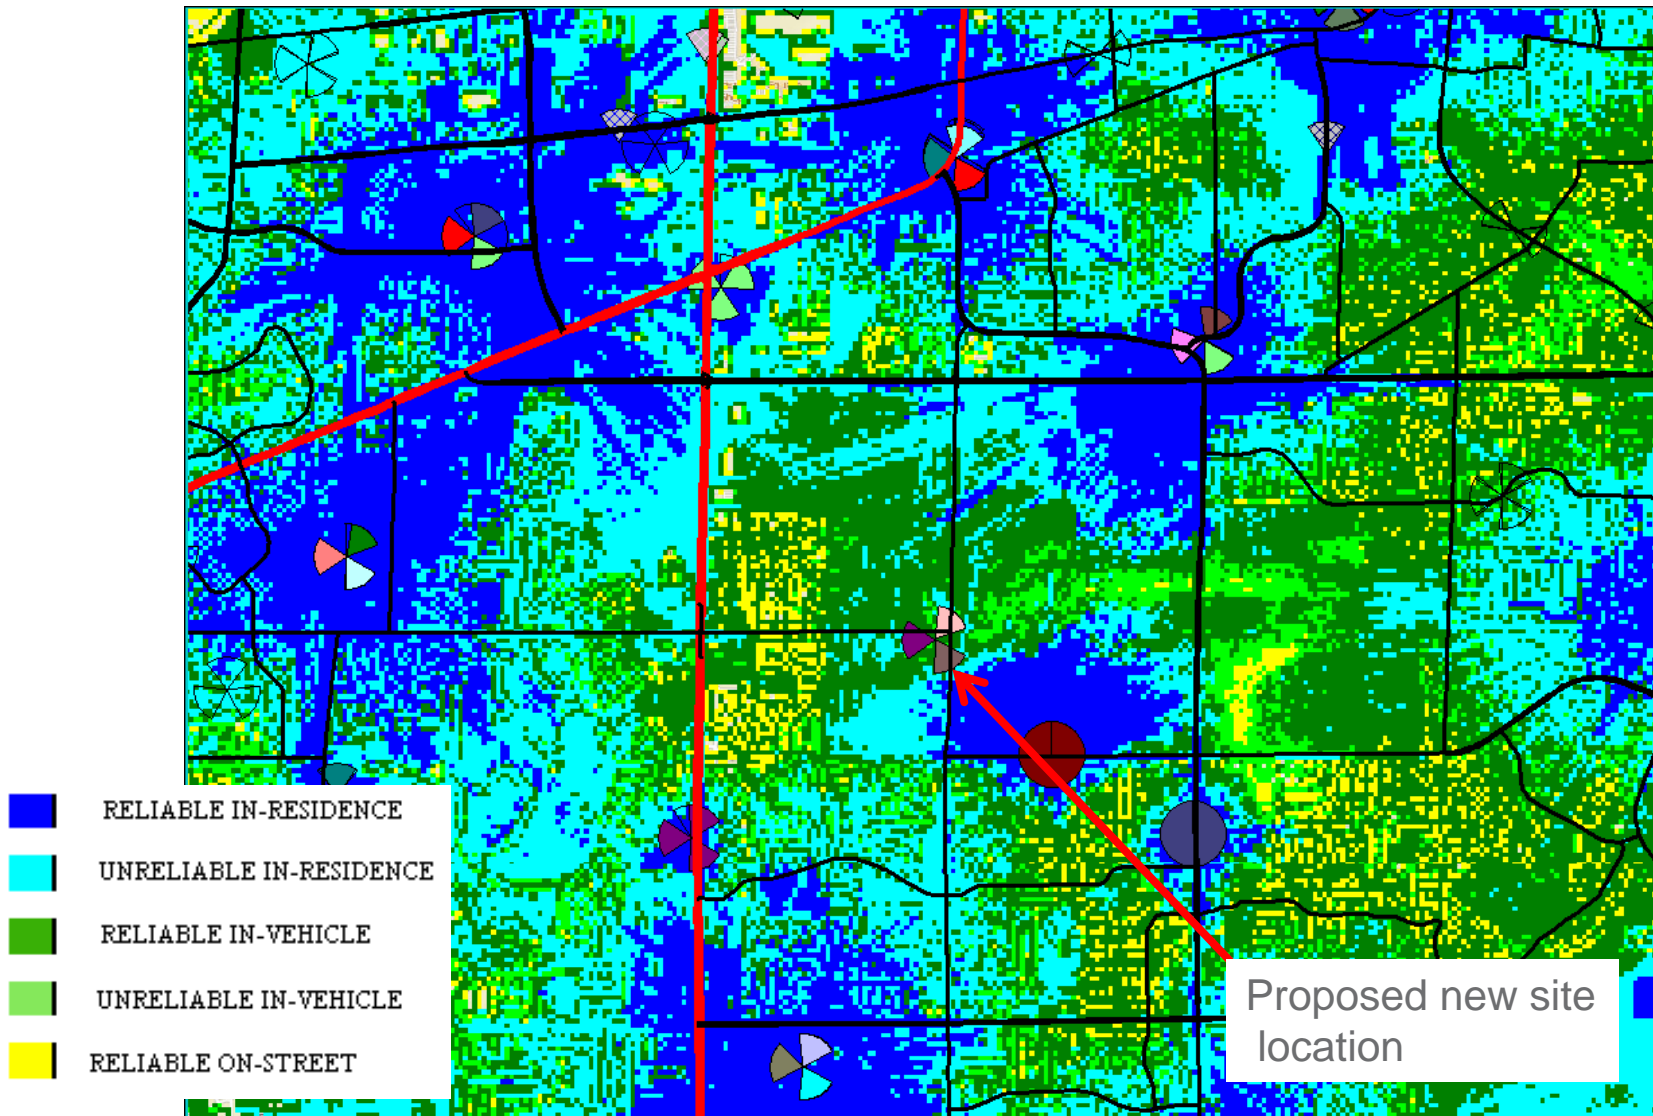 RELIABLE IN-RESIDENCE
UNRELIABLE IN-RESIDENCE
RELIABLE IN-VEHICLE
UNRELIABLE IN-VEHICLE
RELIABLE ON-STREET
Proposed new site
location